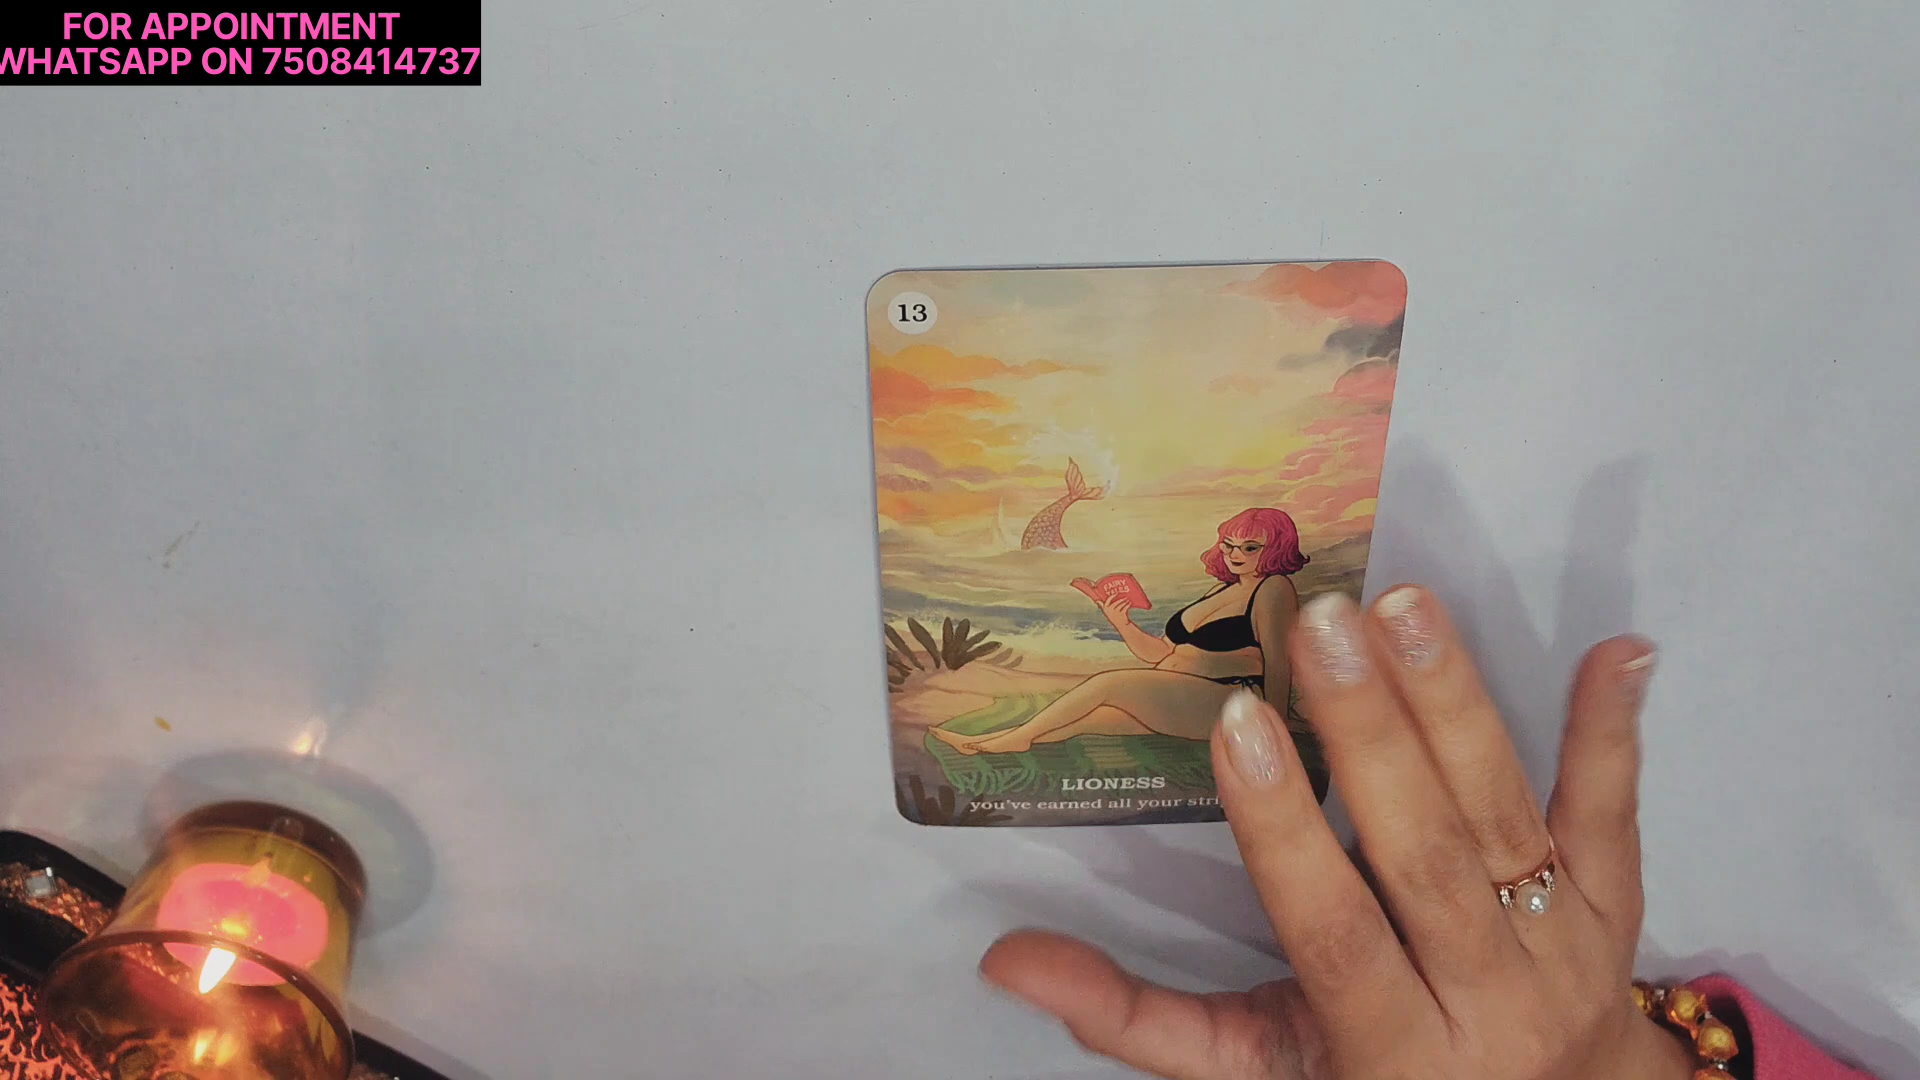 FOR APPOINTMENT
WHATSAPP ON 7508414737
13
FAIRY
TALES
LIONESS
you've earned all your